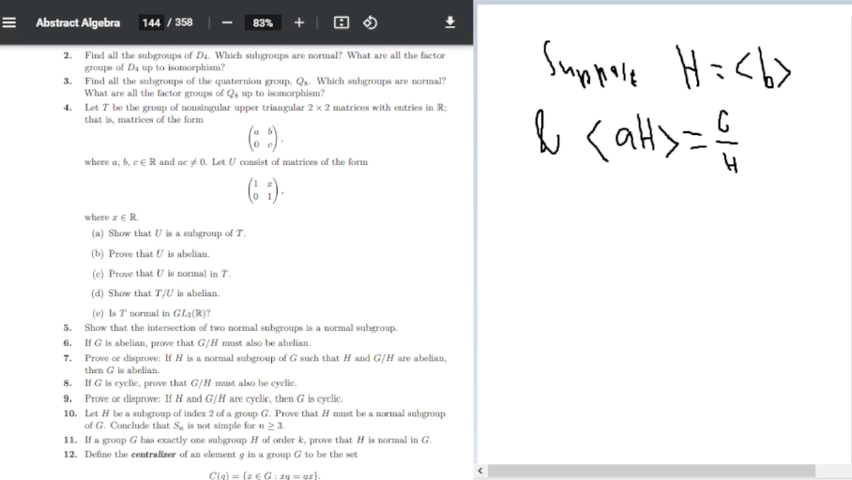 Abstract Algebra 144 / 358 − 83% +
2. Find all the subgroups of D₄. Which subgroups are normal? What are all the factor
groups of D₄ up to isomorphism?
3. Find all the subgroups of the quaternion group, Q₈. Which subgroups are normal?
What are all the factor groups of Q₈ up to isomorphism?
4. Let T be the group of nonsingular upper triangular 2 × 2 matrices with entries in ℝ;
that is, matrices of the form
(a b
0 c),
where a, b, c ∈ ℝ and ac ≠ 0. Let U consist of matrices of the form
(1 x
0 1),
where x ∈ ℝ.
(a) Show that U is a subgroup of T.
(b) Prove that U is abelian.
(c) Prove that U is normal in T.
(d) Show that T/U is abelian.
(e) Is T normal in GL₂(ℝ)?
5. Show that the intersection of two normal subgroups is a normal subgroup.
6. If G is abelian, prove that G/H must also be abelian.
7. Prove or disprove: If H is a normal subgroup of G such that H and G/H are abelian,
then G is abelian.
8. If G is cyclic, prove that G/H must also be cyclic.
9. Prove or disprove: If H and G/H are cyclic, then G is cyclic.
10. Let H be a subgroup of index 2 of a group G. Prove that H must be a normal subgroup
of G. Conclude that Sₙ is not simple for n ≥ 3.
11. If a group G has exactly one subgroup H of order k, prove that H is normal in G.
12. Define the centralizer of an element g in a group G to be the set
C(g) = {x ∈ G : xg = gx}.
Suppose H = <b>
& <aH> = G/H